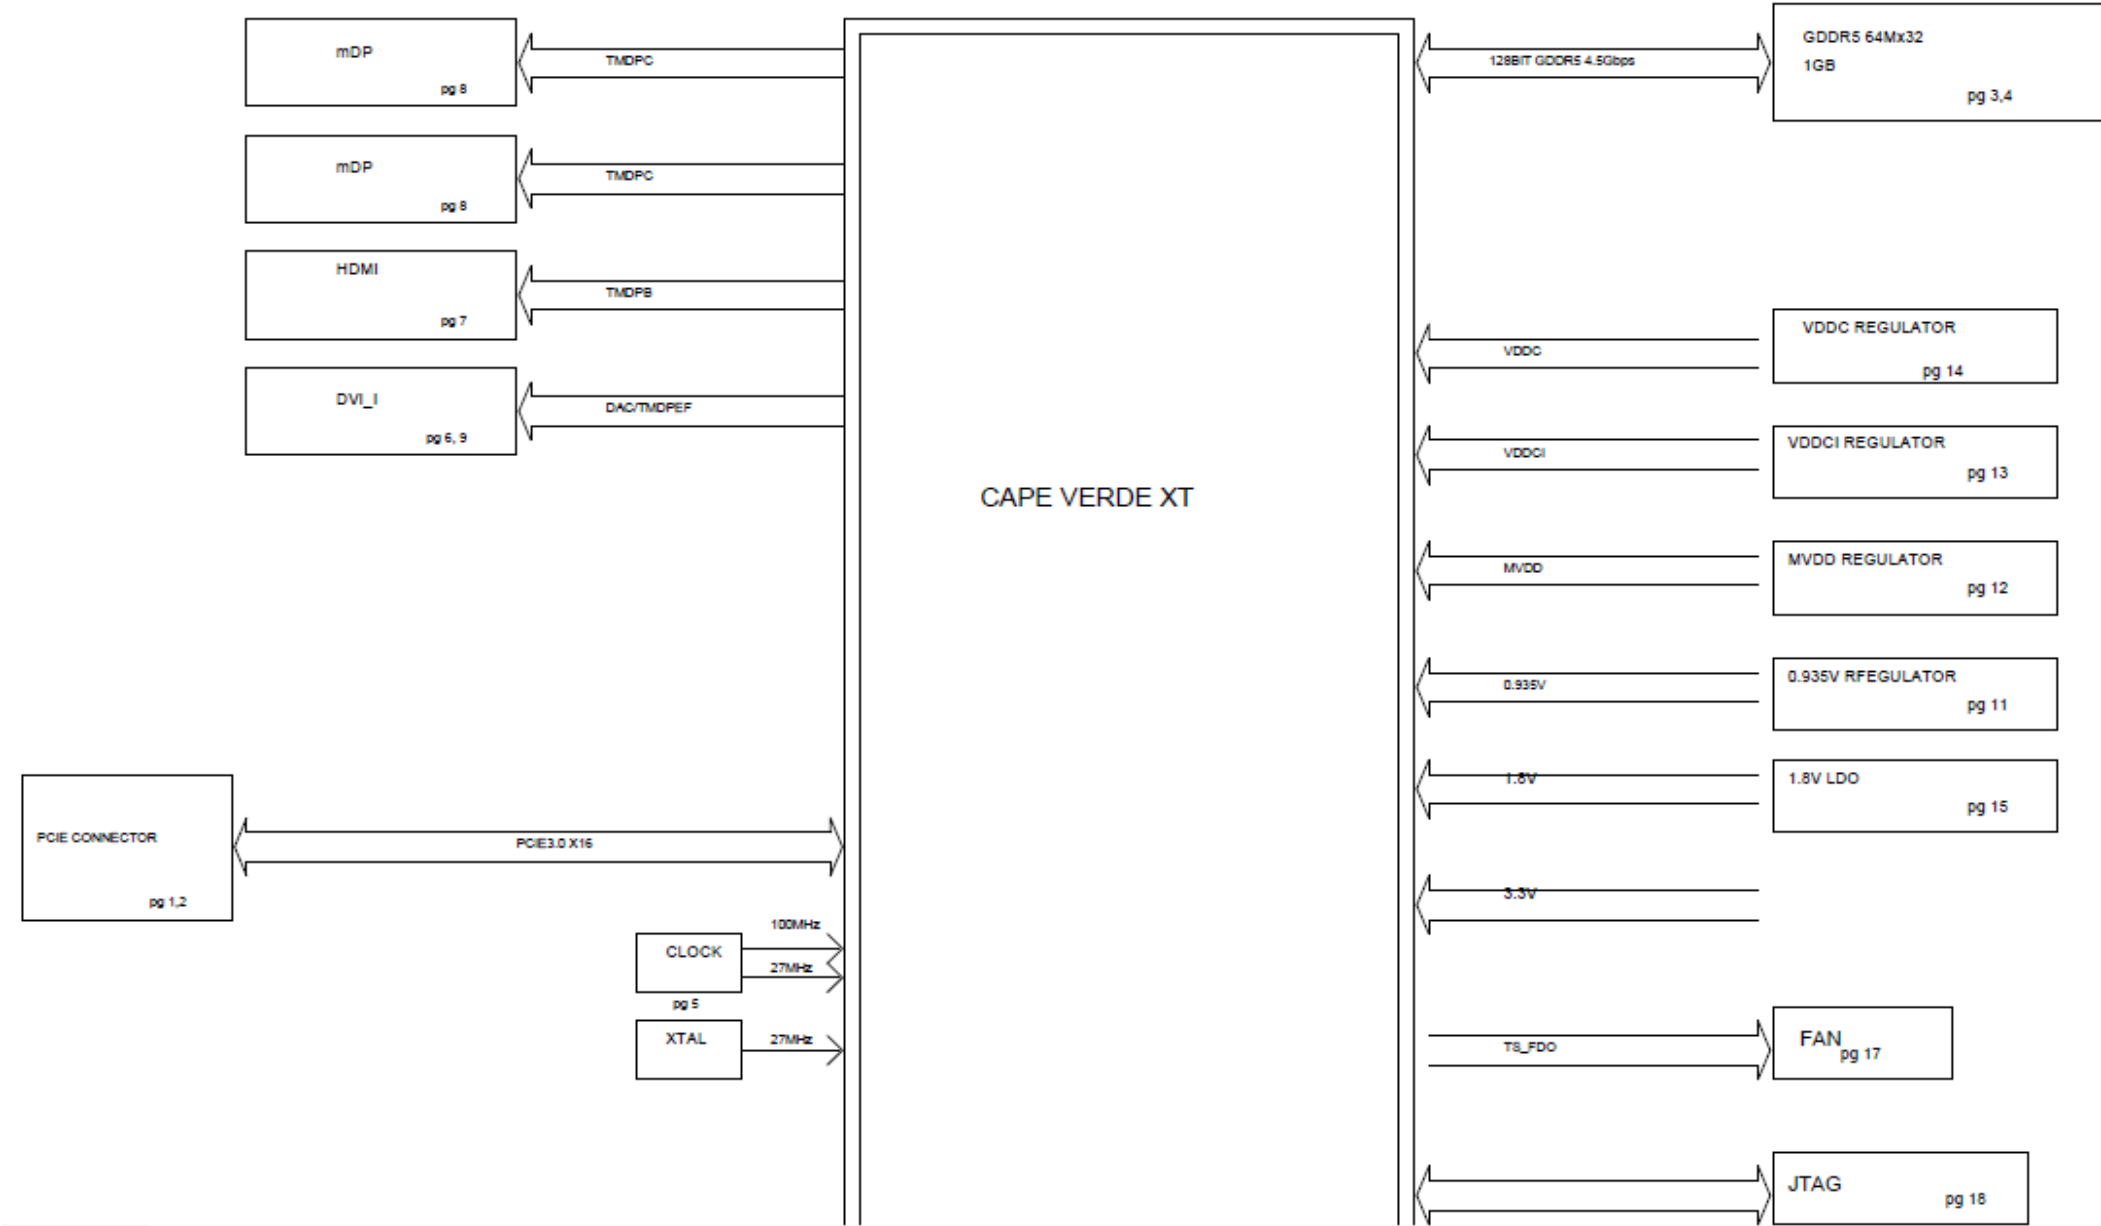 mDP
pg 8
TMDPC
mDP
pg 8
TMDPC
HDMI
pg 7
TMDPB
DVI_I
pg 6, 9
DAC/TMDPEF
PCIE CONNECTOR
pg 1,2
PCIE3.0 X16
CLOCK
pg 5
100MHz
27MHz
XTAL
27MHz
CAPE VERDE XT
128BIT GDDR5 4.5Gbps
GDDR5 64Mx32
1GB
pg 3,4
VDDC
VDDC REGULATOR
pg 14
VDDCI
VDDCI REGULATOR
pg 13
MVDD
MVDD REGULATOR
pg 12
0.935V
0.935V RFEGULATOR
pg 11
1.8V
1.8V LDO
pg 15
3.3V
TS_FDO
FAN
pg 17
JTAG
pg 18